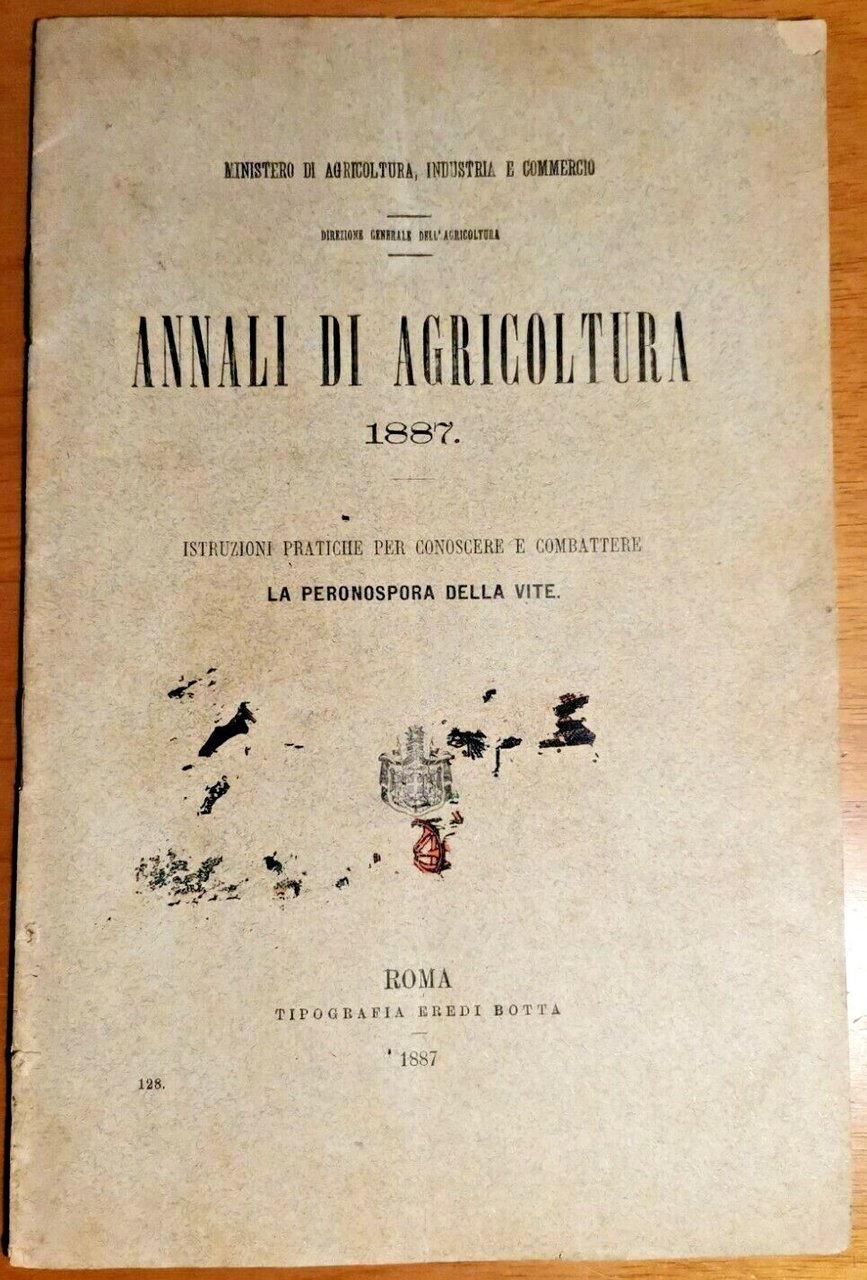 MINISTERO DI AGRICOLTURA, INDUSTRIA E COMMERCIO
DIREZIONE GENERALE DELL'AGRICOLTURA
ANNALI DI AGRICOLTURA
1887.
ISTRUZIONI PRATICHE PER CONOSCERE E COMBATTERE
LA PERONOSPORA DELLA VITE.
ROMA
TIPOGRAFIA EREDI BOTTA
1887
128.